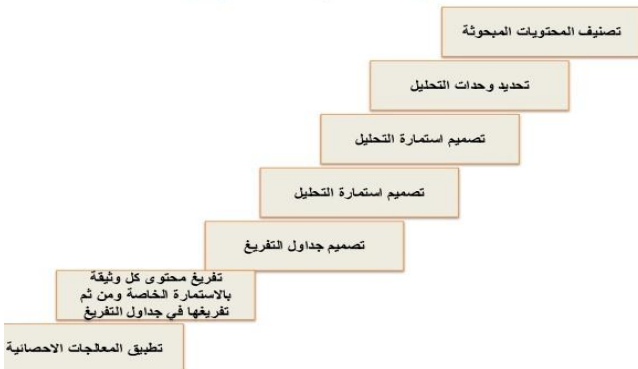 تصنيف المحتويات المبحوثة
تحديد وحدات التحليل
تصميم استمارة التحليل
تصميم استمارة التحليل
تصميم جداول التفريغ
تفريغ محتوى كل وثيقة
بالاستمارة الخاصة ومن ثم
تفريغها في جداول التفريغ
تطبيق المعالجات الاحصائية